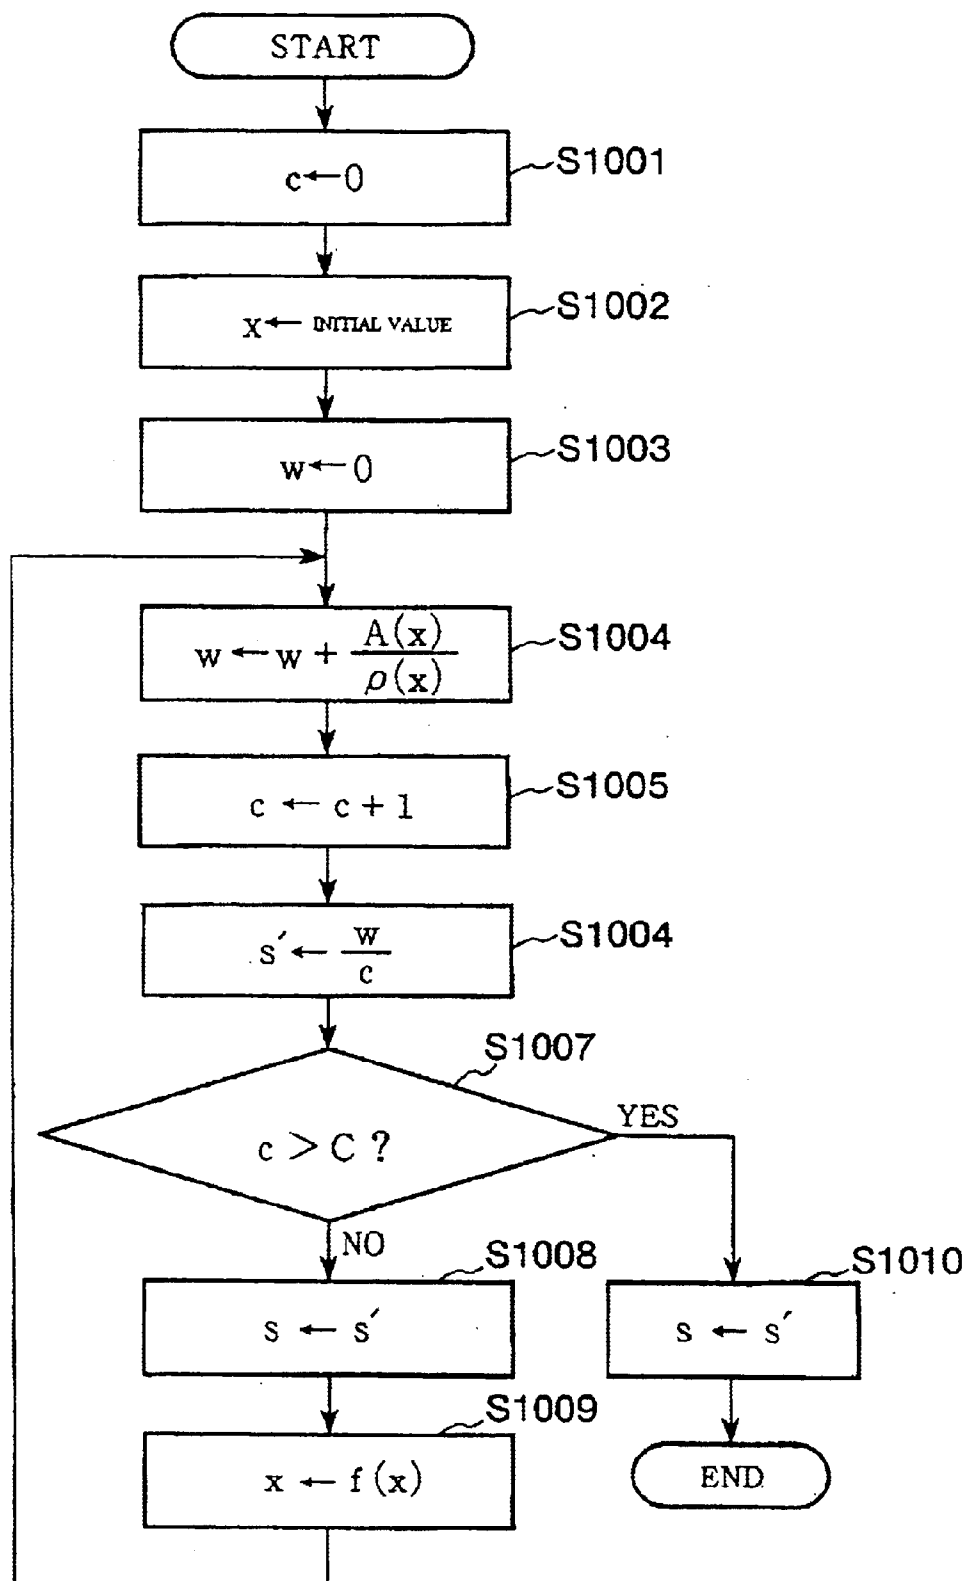 START
c←0
S1001
x← INITIAL VALUE
S1002
w←0
S1003
w ← w + A(x) / ρ(x)
S1004
c ← c + 1
S1005
s′ ← w / c
S1004
S1007
c > C ?
YES
NO
S1008
S1010
s ← s′
s ← s′
S1009
x ← f(x)
END